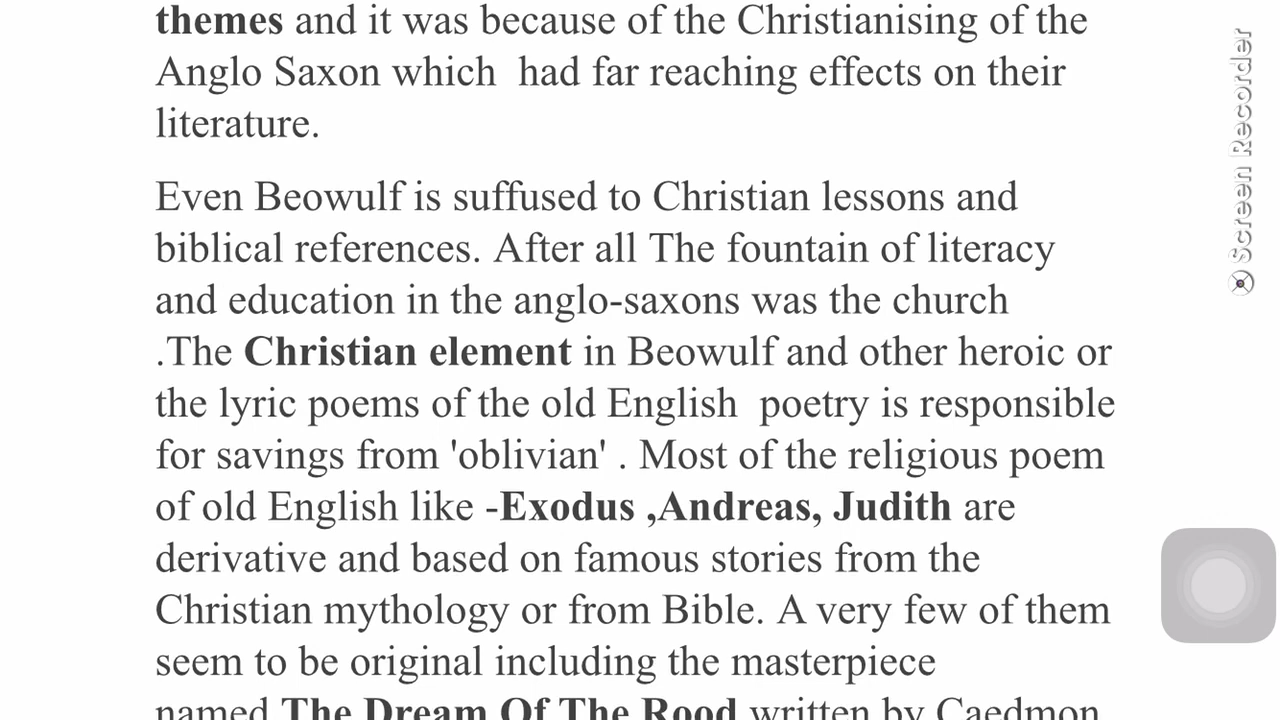 themes and it was because of the Christianising of the
Anglo Saxon which  had far reaching effects on their
literature.
Even Beowulf is suffused to Christian lessons and
biblical references. After all The fountain of literacy
and education in the anglo-saxons was the church
.The Christian element in Beowulf and other heroic or
the lyric poems of the old English  poetry is responsible
for savings from 'oblivian' . Most of the religious poem
of old English like -Exodus ,Andreas, Judith are
derivative and based on famous stories from the
Christian mythology or from Bible. A very few of them
seem to be original including the masterpiece
named The Dream Of The Rood written by Caedmon
Screen Recorder